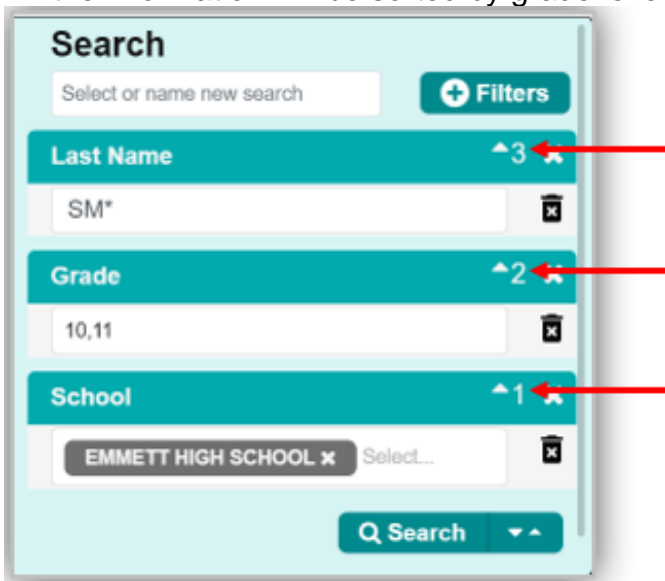 Search
Select or name new search
Filters
Last Name 3
SM*
Grade 2
10,11
School 1
EMMETT HIGH SCHOOL × Select...
Search